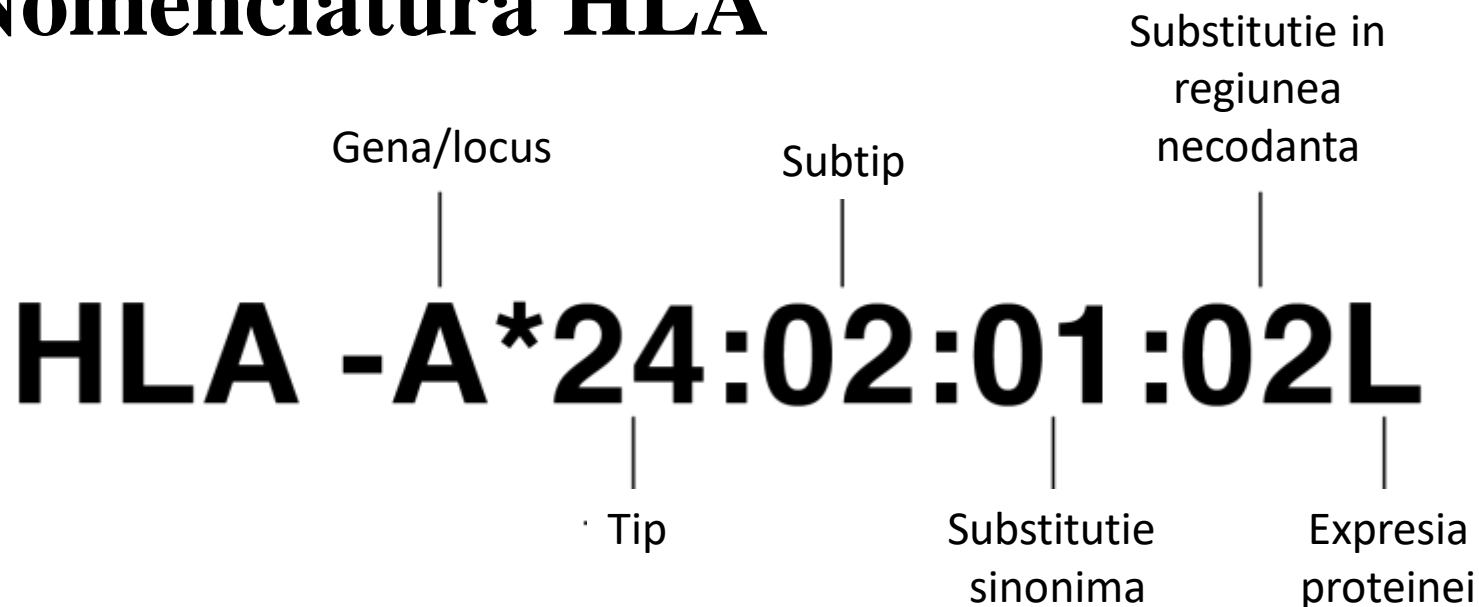 Nomenclatura HLA
Substitutie in
regiunea
necodanta
Gena/locus
Subtip
HLA -A*24:02:01:02L
Tip
Substitutie
sinonima
Expresia
proteinei